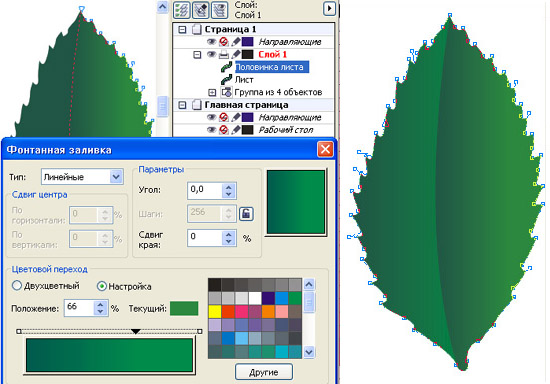 Слой:
Слой 1
Страница 1
Направляющие
Слой 1
Половинка листа
Лист
Группа из 4 объектов
Главная страница
Направляющие
Рабочий стол
Фонтанная заливка
Тип: Линейные
Сдвиг центра
По горизонтали: 0 %
По вертикали: 0 %
Параметры
Угол: 0,0
Шаги: 256
Сдвиг края: 0 %
Цветовой переход
Двухцветный Настройка
Положение: 66 % Текущий:
Другие